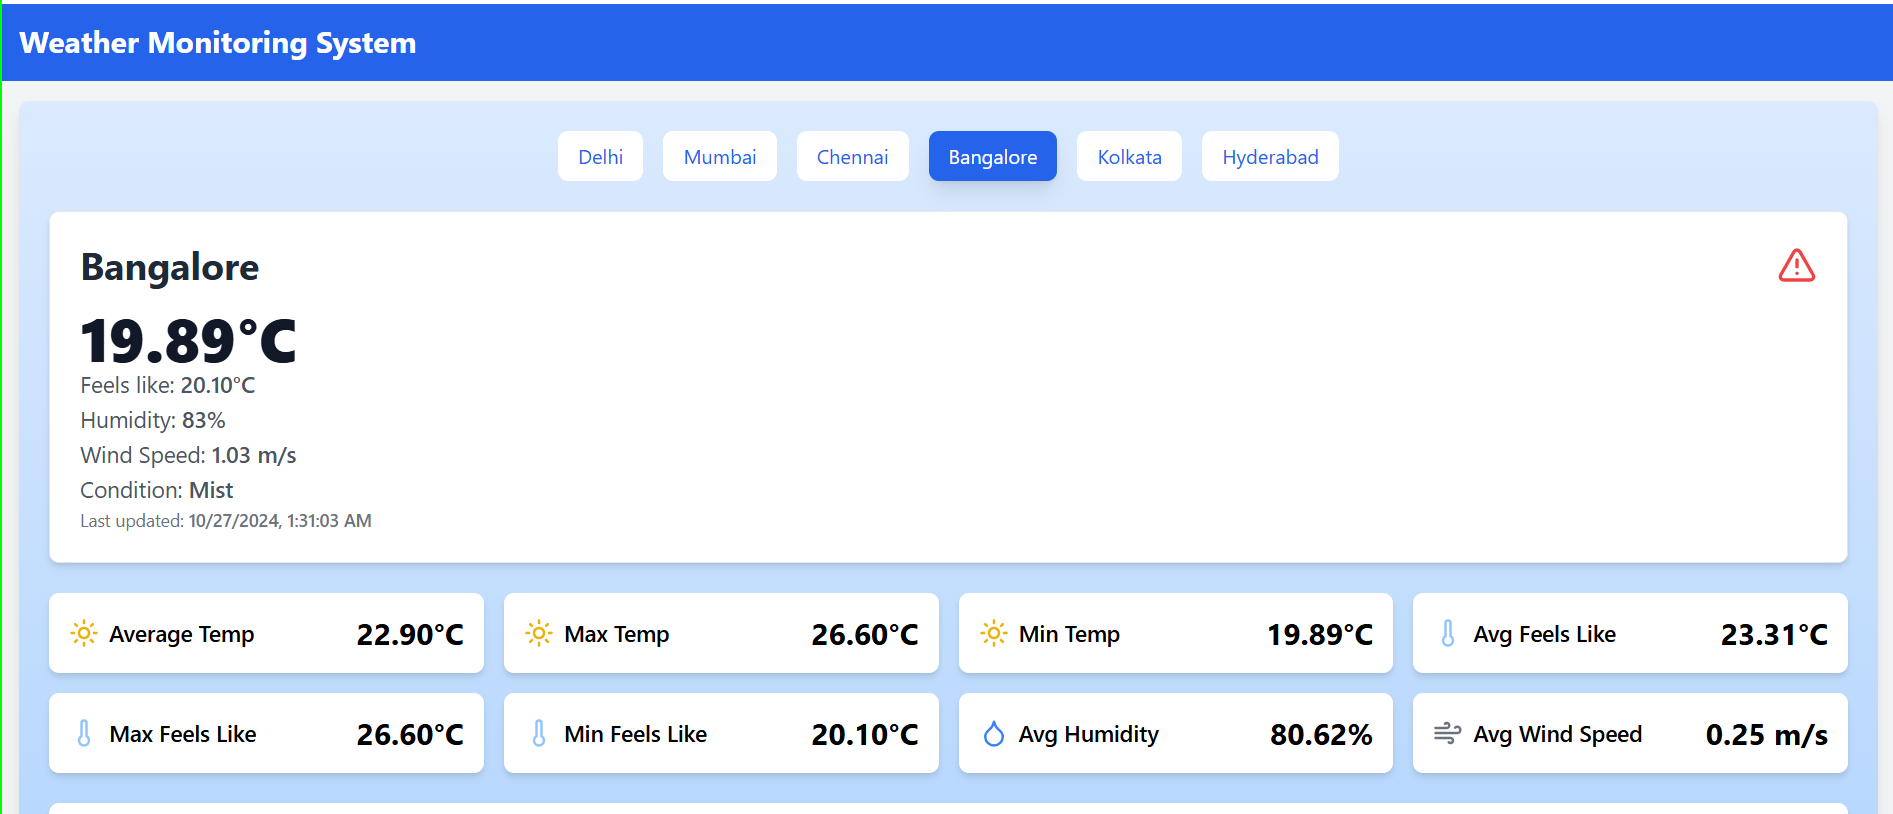 Weather Monitoring System
Delhi Mumbai Chennai Bangalore Kolkata Hyderabad
Bangalore
19.89°C
Feels like: 20.10°C
Humidity: 83%
Wind Speed: 1.03 m/s
Condition: Mist
Last updated: 10/27/2024, 1:31:03 AM
Average Temp 22.90°C Max Temp 26.60°C Min Temp 19.89°C Avg Feels Like 23.31°C
Max Feels Like 26.60°C Min Feels Like 20.10°C Avg Humidity 80.62% Avg Wind Speed 0.25 m/s